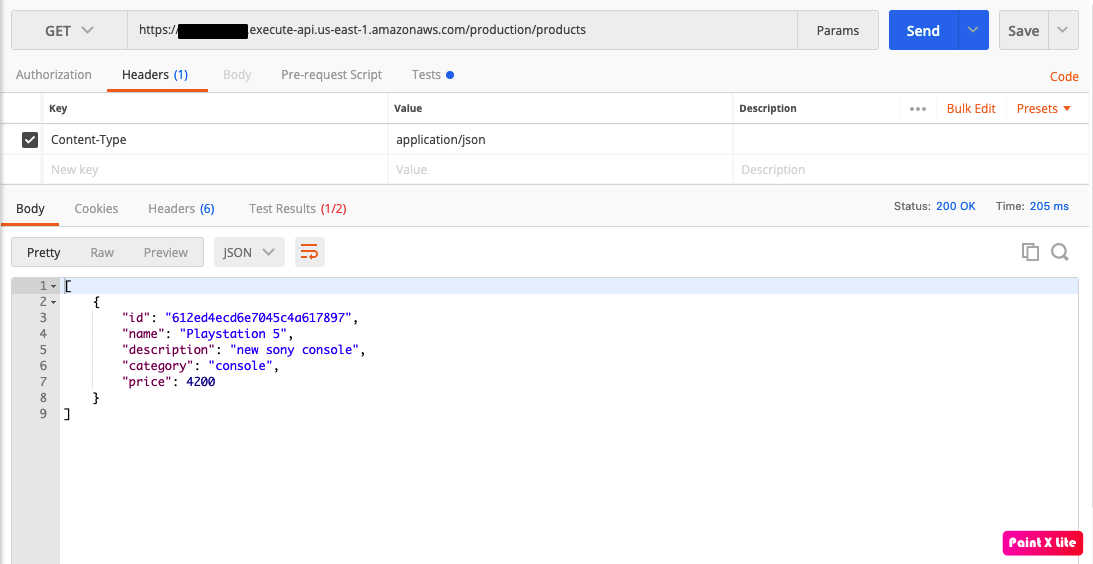 GET https:// .execute-api.us-east-1.amazonaws.com/production/products Params Send Save
Authorization Headers (1) Body Pre-request Script Tests Code
Key Value Description ••• Bulk Edit Presets
Content-Type application/json
New key Value Description
Body Cookies Headers (6) Test Results (1/2) Status: 200 OK Time: 205 ms
Pretty Raw Preview JSON
1 [
2 {
3 "id": "612ed4ecd6e7045c4a617897",
4 "name": "Playstation 5",
5 "description": "new sony console",
6 "category": "console",
7 "price": 4200
8 }
9 ]
Paint X Lite